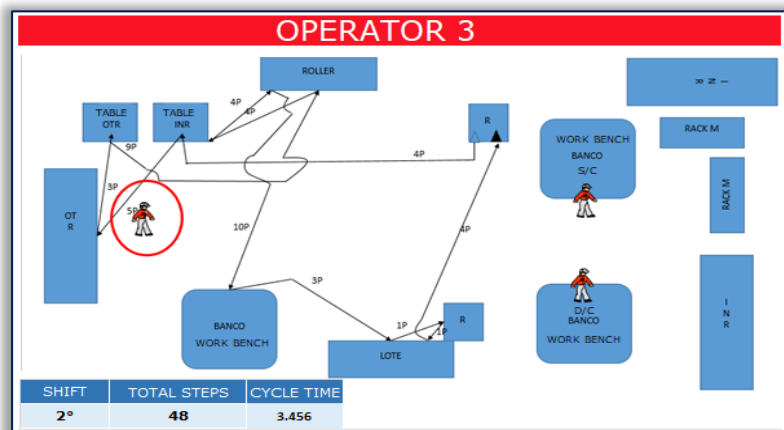 OPERATOR 3
ROLLER
INR
4P
4P
TABLE
OTR
TABLE
INR
R
RACK M
9P
4P
WORK BENCH
BANCO
S/C
RACK M
3P
OT
R
5P
10P
4P
3P
D/C
BANCO
WORK BENCH
INR
BANCO
WORK BENCH
1P
1P
R
LOTE
SHIFT TOTAL STEPS CYCLE TIME
2° 48 3.456